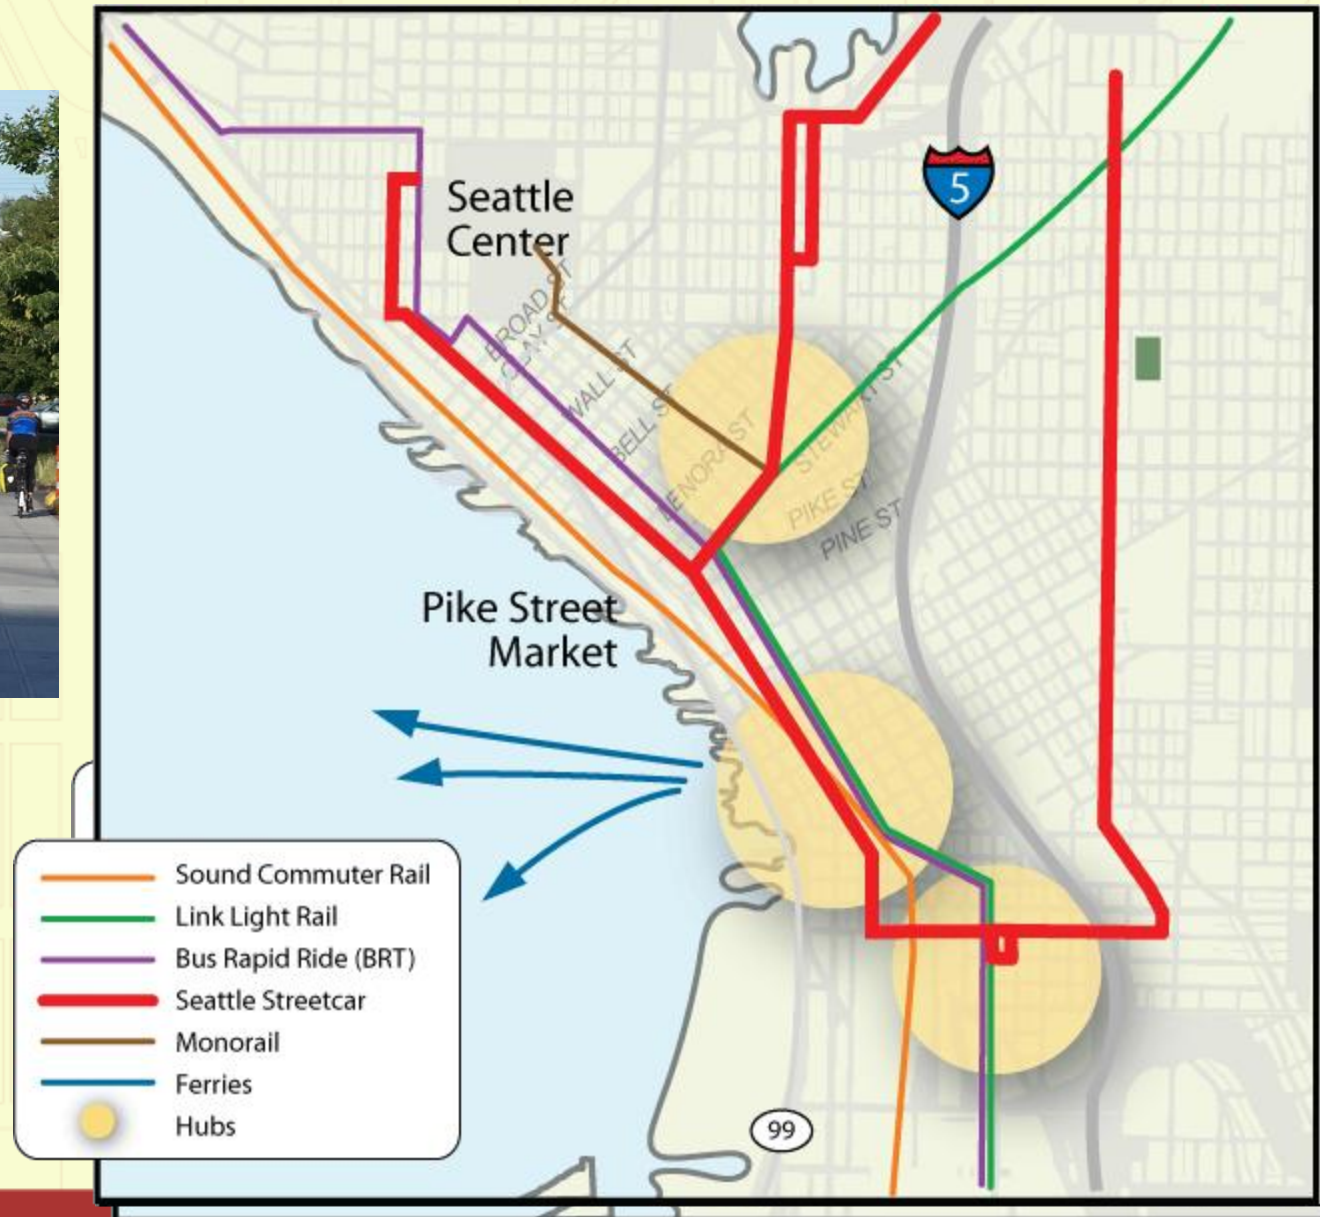 Seattle
Center
5
BROAD ST
CLAY ST
WALL ST
BELL ST
LENORA ST
STEWART ST
PIKE ST
PINE ST
Pike Street
Market
Sound Commuter Rail
Link Light Rail
Bus Rapid Ride (BRT)
Seattle Streetcar
Monorail
Ferries
Hubs
99